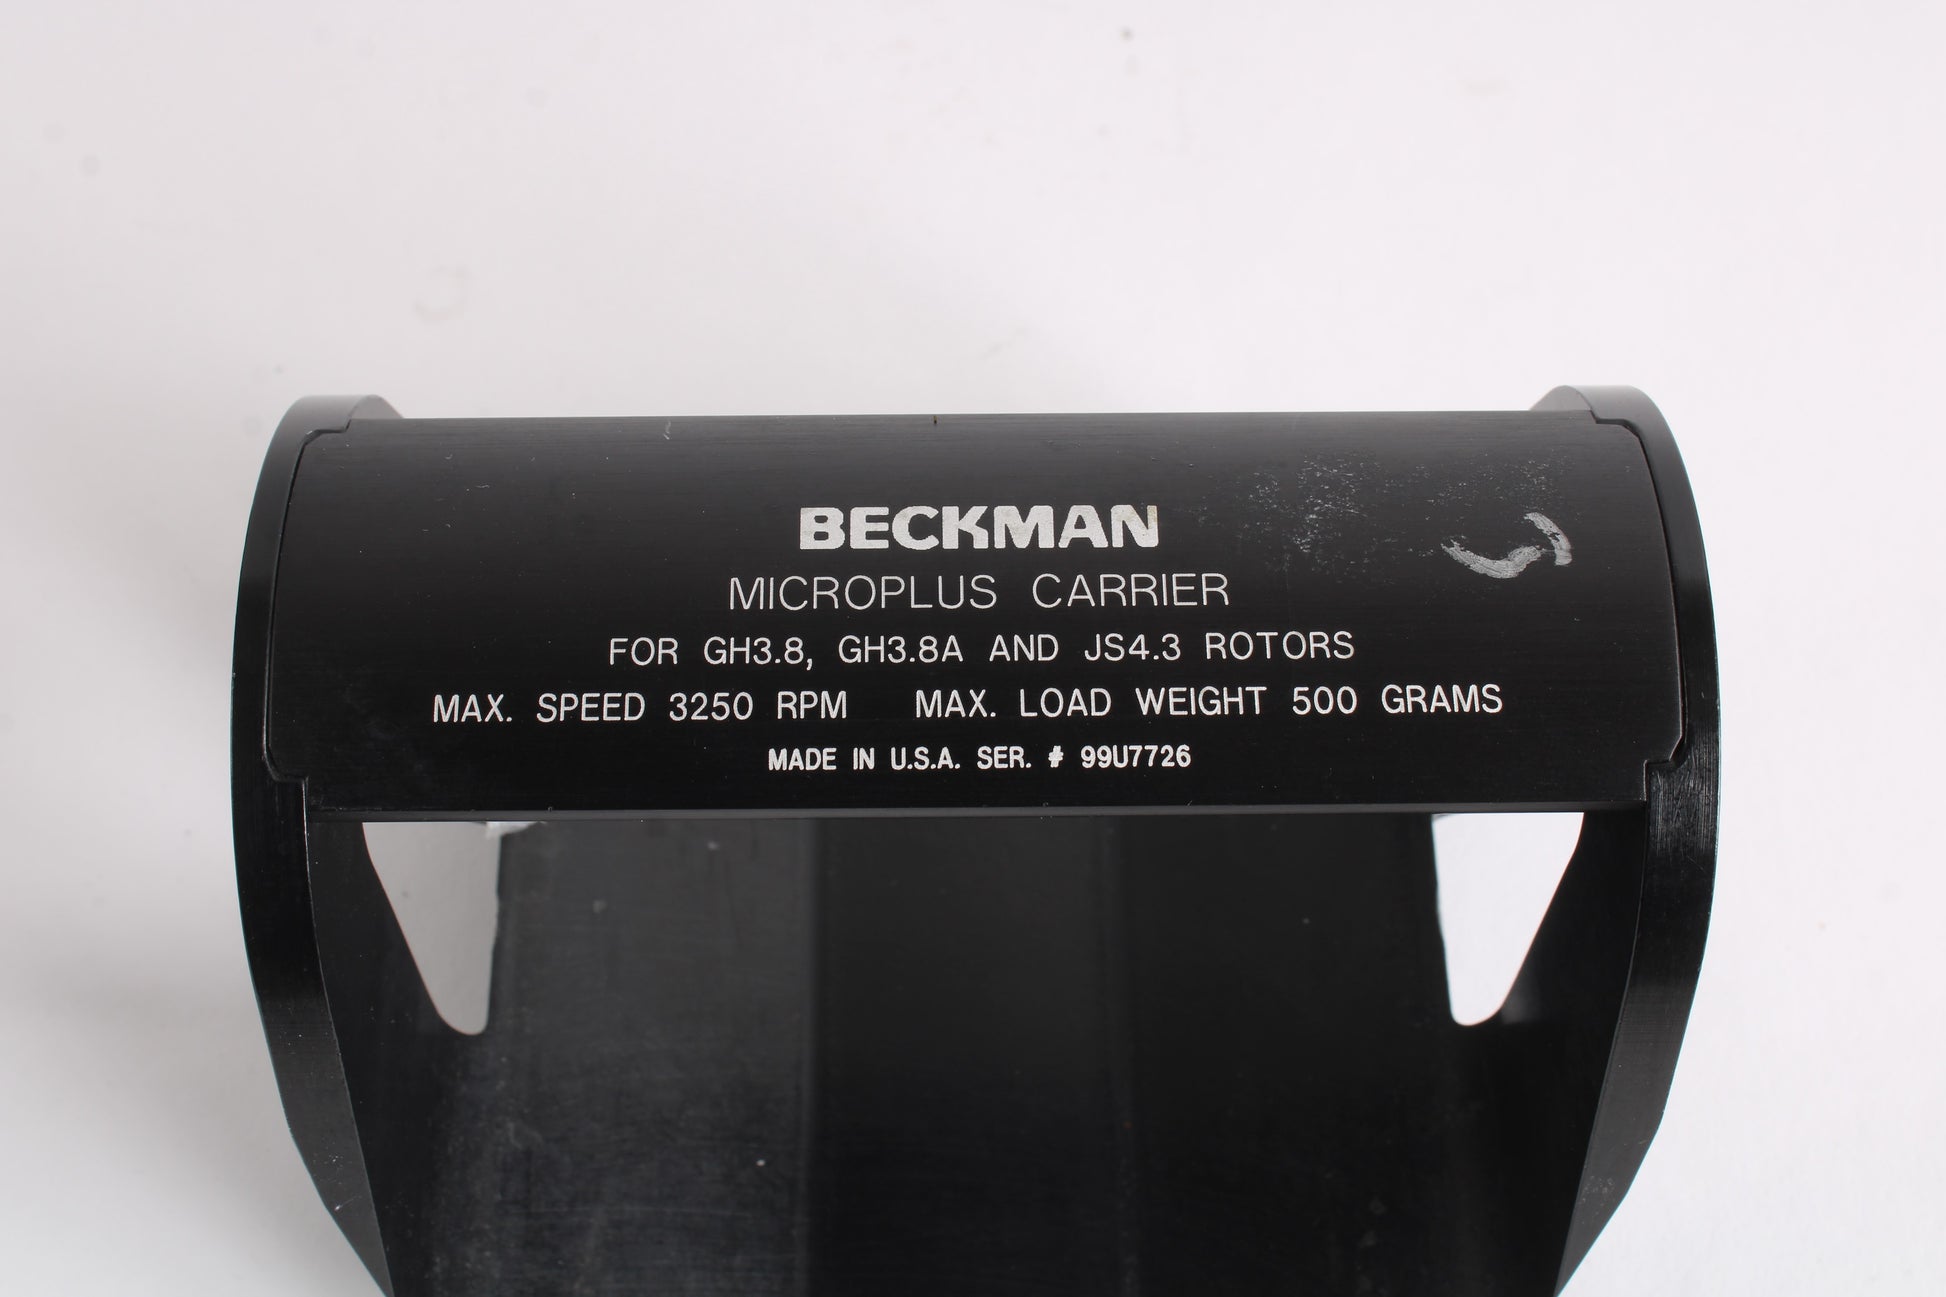 BECKMAN
MICROPLUS CARRIER
FOR GH3.8, GH3.8A AND JS4.3 ROTORS
MAX. SPEED 3250 RPM MAX. LOAD WEIGHT 500 GRAMS
MADE IN U.S.A. SER. # 99U7726